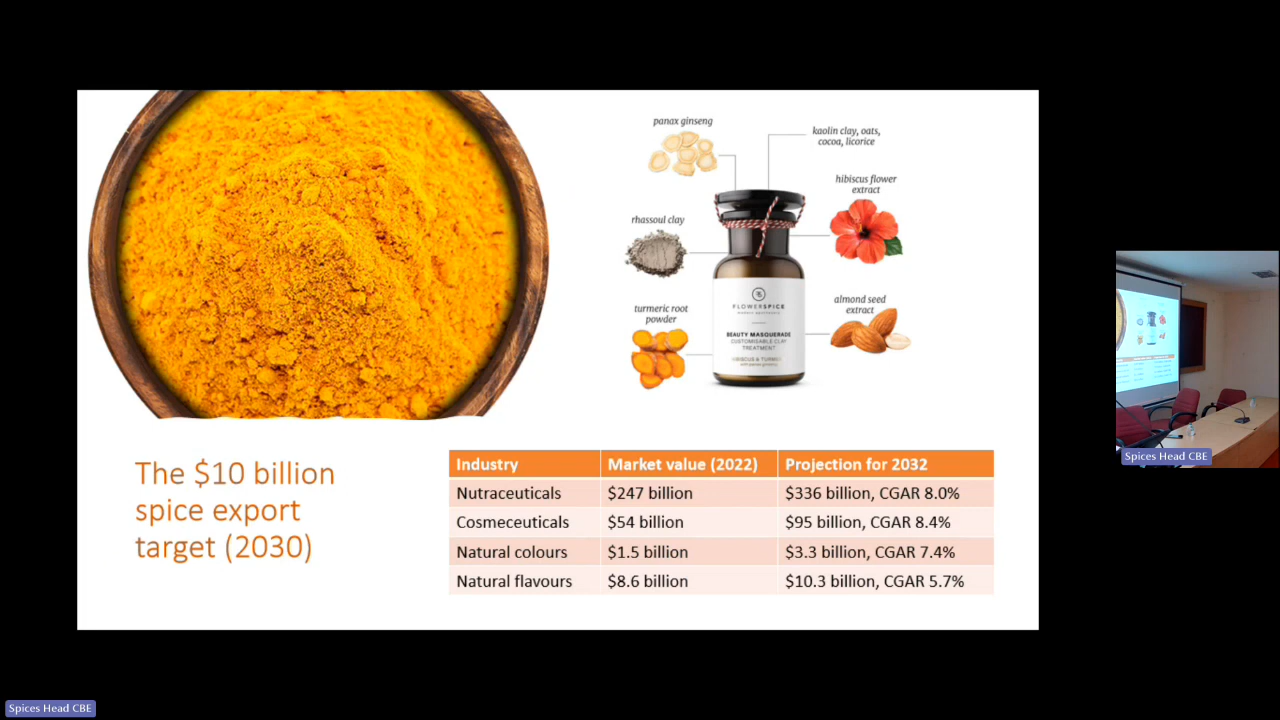 panax ginseng
kaolin clay, oats,
cocoa, licorice
hibiscus flower
extract
rhassoul clay
turmeric root
powder
almond seed
extract
FLOWERSPICE
BEAUTY MASQUERADE
CUSTOMISABLE CLAY
TREATMENT
The $10 billion
spice export
target (2030)
Industry Market value (2022) Projection for 2032
Nutraceuticals $247 billion $336 billion, CGAR 8.0%
Cosmeceuticals $54 billion $95 billion, CGAR 8.4%
Natural colours $1.5 billion $3.3 billion, CGAR 7.4%
Natural flavours $8.6 billion $10.3 billion, CGAR 5.7%
Spices Head CBE
Spices Head CBE